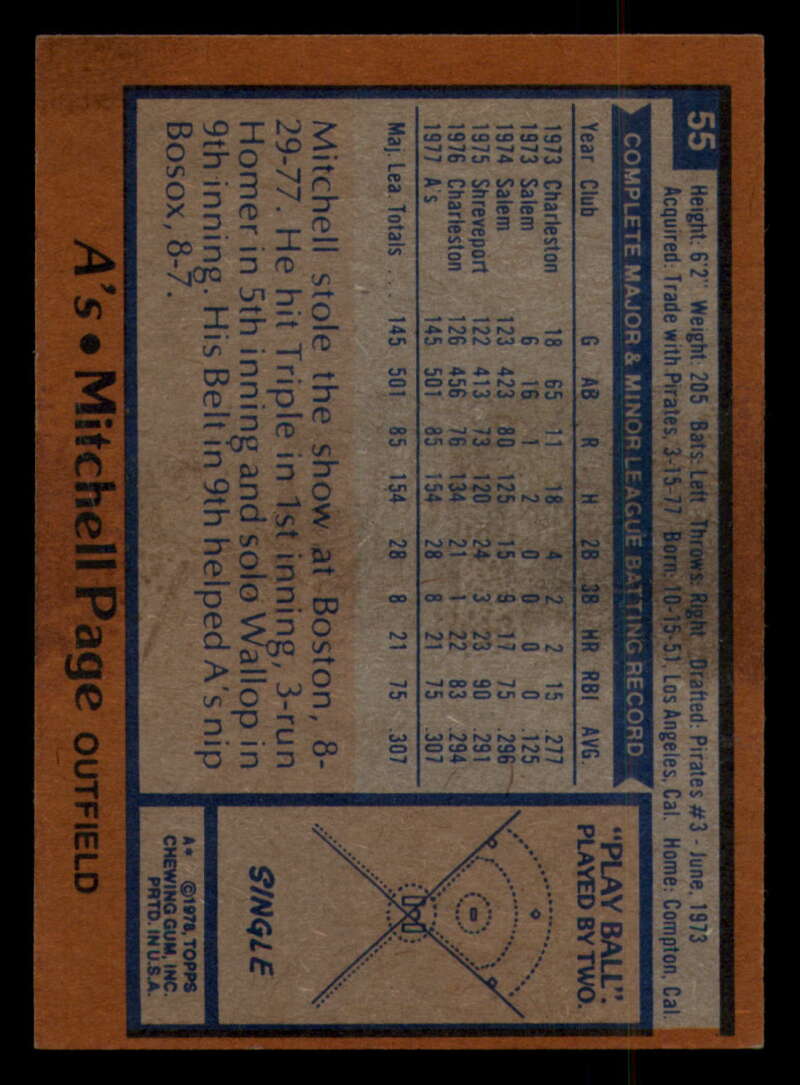 55
Height: 6'2" Weight: 205 Bats: Left Throws: Right Drafted: Pirates #3 - June, 1973
Acquired: Trade with Pirates, 3-15-77 Born: 10-15-51, Los Angeles, Cal. Home: Compton, Cal.
COMPLETE MAJOR & MINOR LEAGUE BATTING RECORD
Year Club G AB R H 2B 3B HR RBI AVG.
1973 Charleston 18 65 11 18 4 2 2 15 .277
1973 Salem 6 16 1 2 0 0 0 0 .125
1974 Salem 123 423 80 125 15 9 17 75 .296
1975 Shreveport 122 413 73 120 24 3 23 90 .291
1976 Charleston 126 456 76 134 21 1 22 83 .294
1977 A's 145 501 85 154 28 8 21 75 .307
Maj. Lea. Totals ... 145 501 85 154 28 8 21 75 .307
Mitchell stole the show at Boston, 8-
29-77. He hit Triple in 1st inning, 3-run
Homer in 5th inning and solo Wallop in
9th inning. His Belt in 9th helped A's nip
Bosox, 8-7.
"PLAY BALL":
PLAYED BY TWO.
SINGLE
A* ©1978, TOPPS
CHEWING GUM, INC.
PRTD. IN U.S.A.
A's • Mitchell Page OUTFIELD